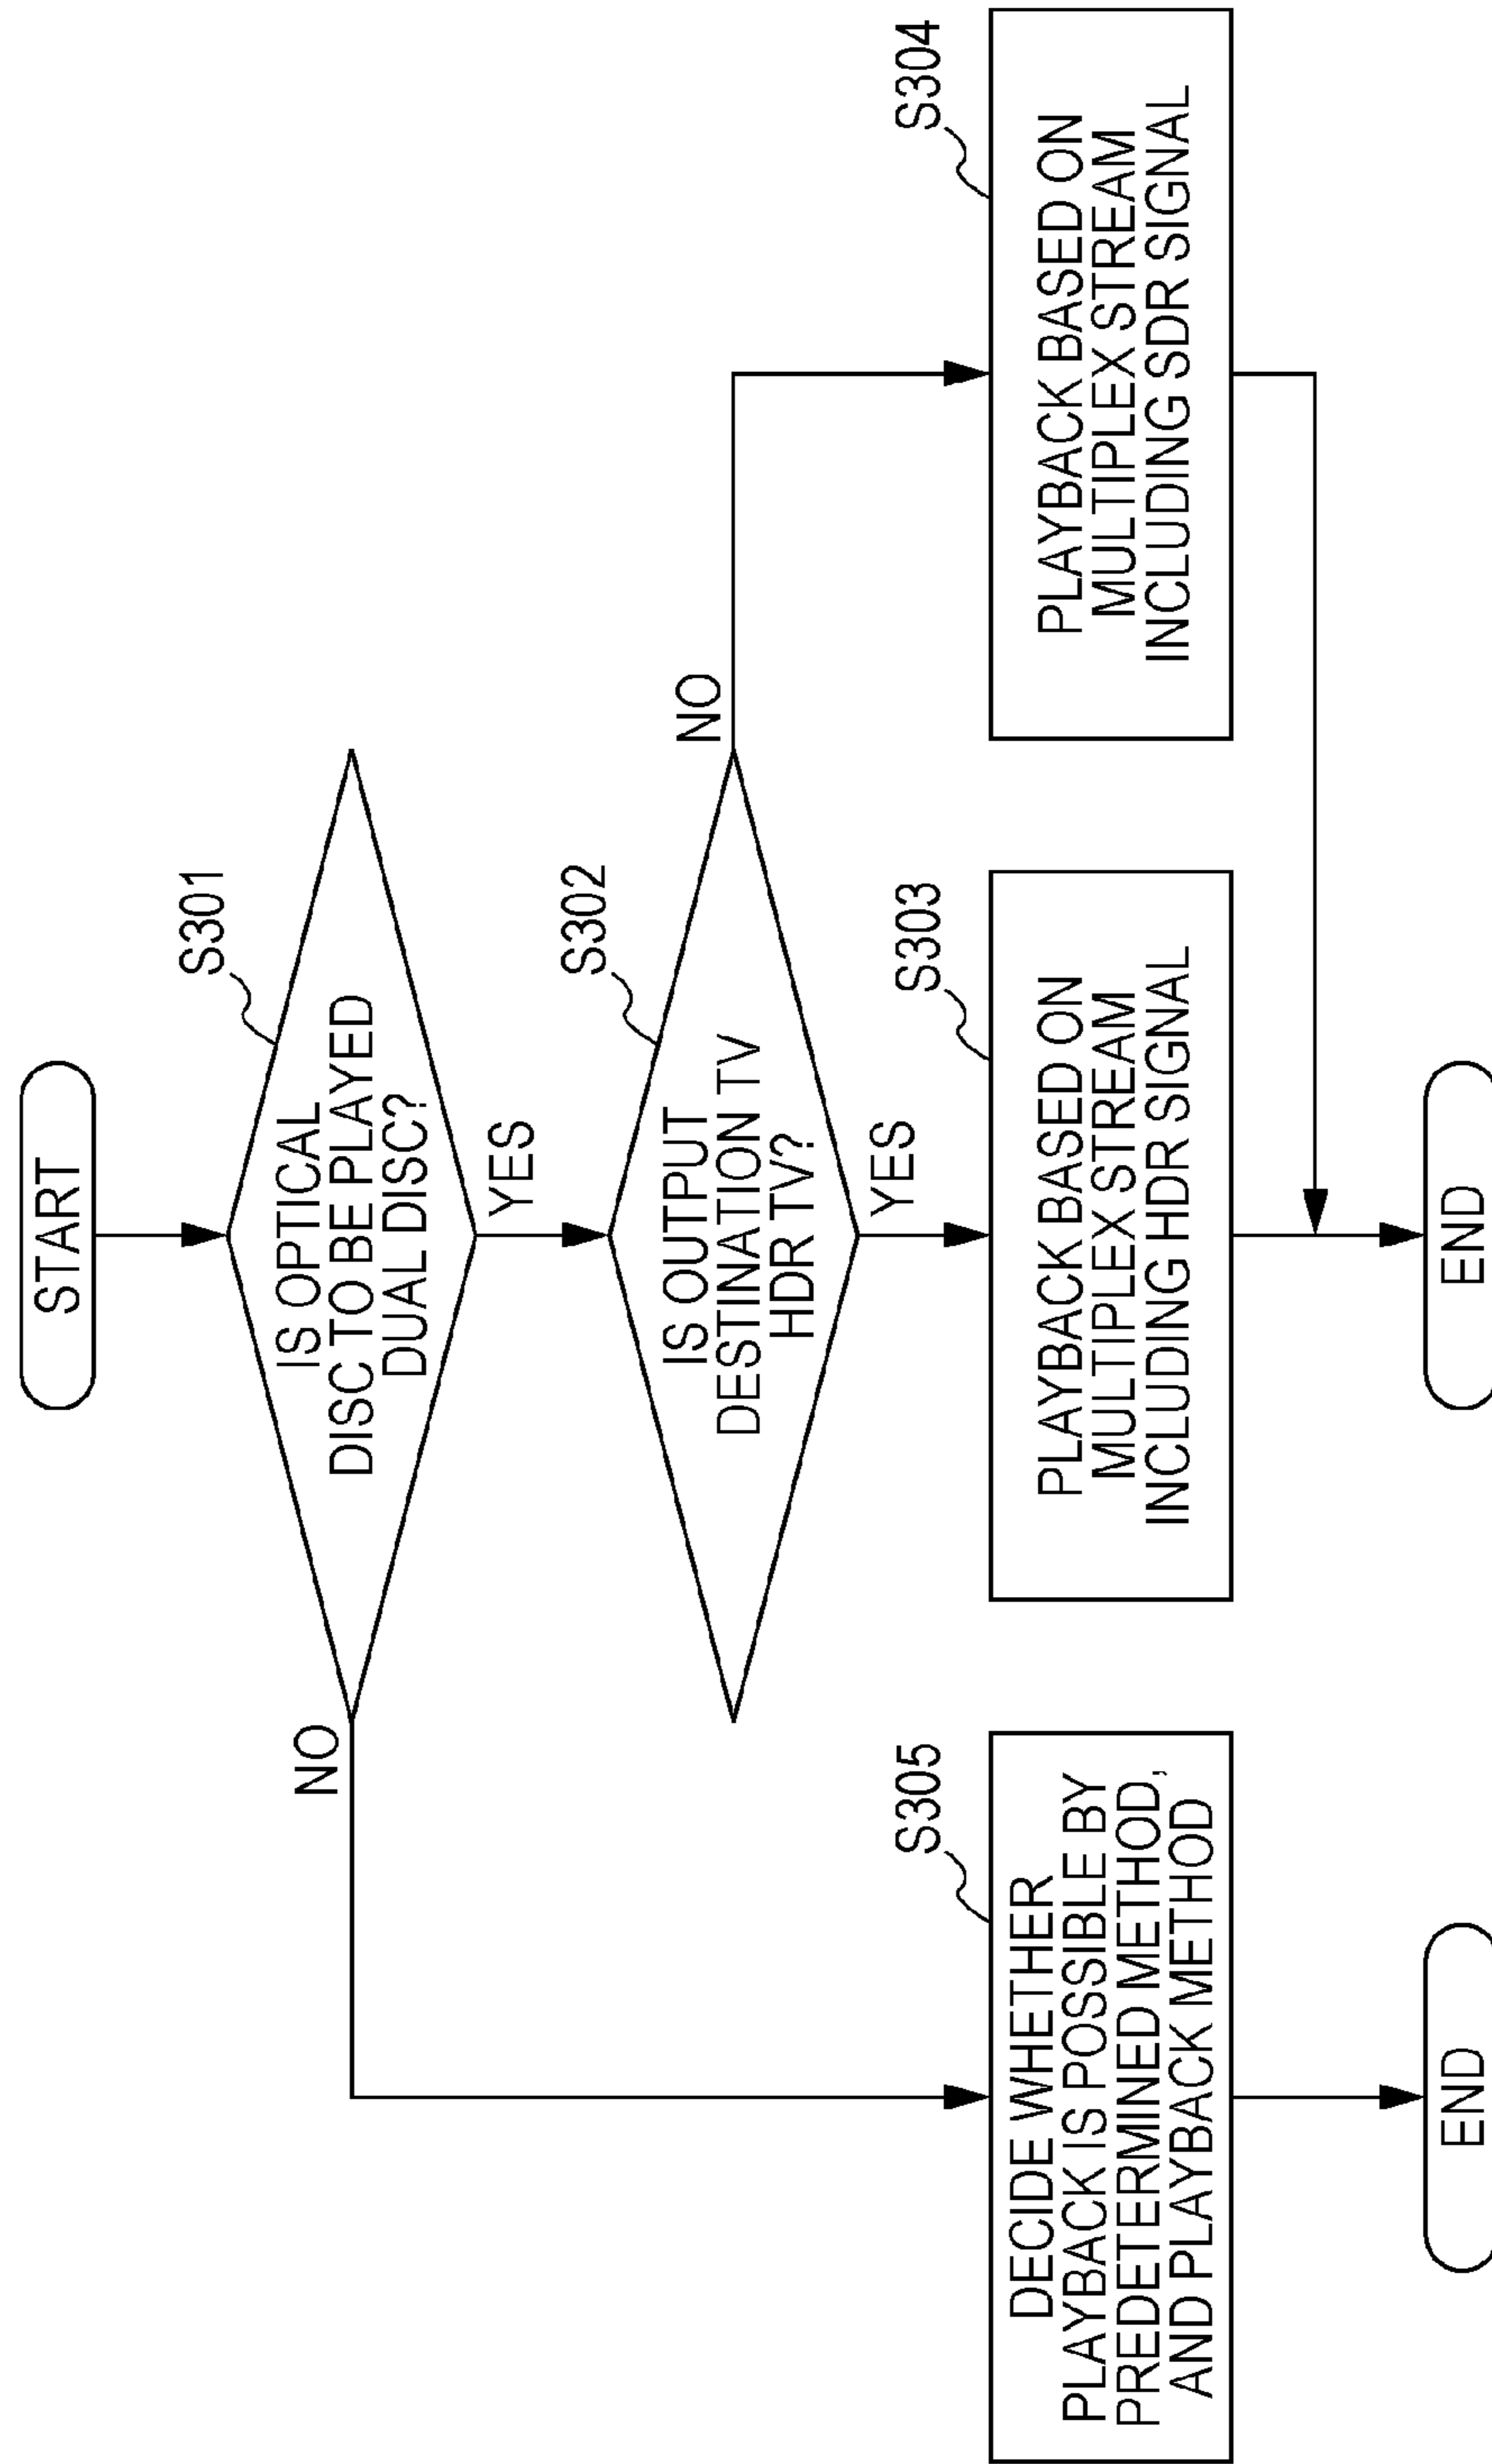 START
S301
IS OPTICAL
DISC TO BE PLAYED
DUAL DISC?
NO
YES
S302
IS OUTPUT
DESTINATION TV
HDR TV?
NO
YES
S305
DECIDE WHETHER
PLAYBACK IS POSSIBLE BY
PREDETERMINED METHOD,
AND PLAYBACK METHOD
S303
PLAYBACK BASED ON
MULTIPLEX STREAM
INCLUDING HDR SIGNAL
S304
PLAYBACK BASED ON
MULTIPLEX STREAM
INCLUDING SDR SIGNAL
END
END